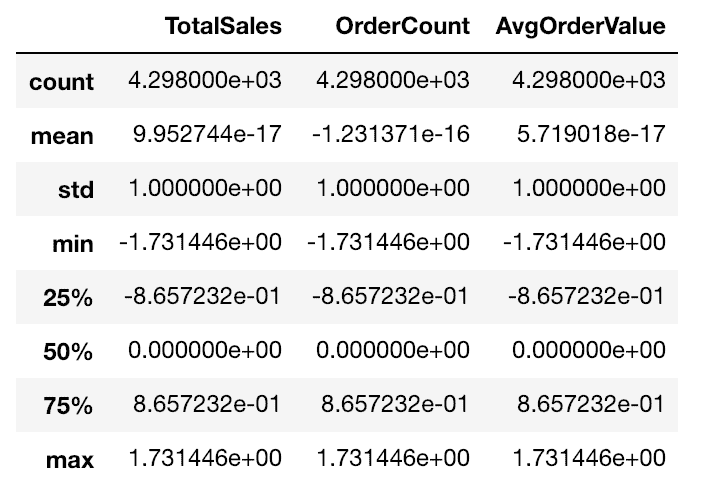 TotalSales OrderCount AvgOrderValue
count 4.298000e+03 4.298000e+03 4.298000e+03
mean 9.952744e-17 -1.231371e-16 5.719018e-17
std 1.000000e+00 1.000000e+00 1.000000e+00
min -1.731446e+00 -1.731446e+00 -1.731446e+00
25% -8.657232e-01 -8.657232e-01 -8.657232e-01
50% 0.000000e+00 0.000000e+00 0.000000e+00
75% 8.657232e-01 8.657232e-01 8.657232e-01
max 1.731446e+00 1.731446e+00 1.731446e+00